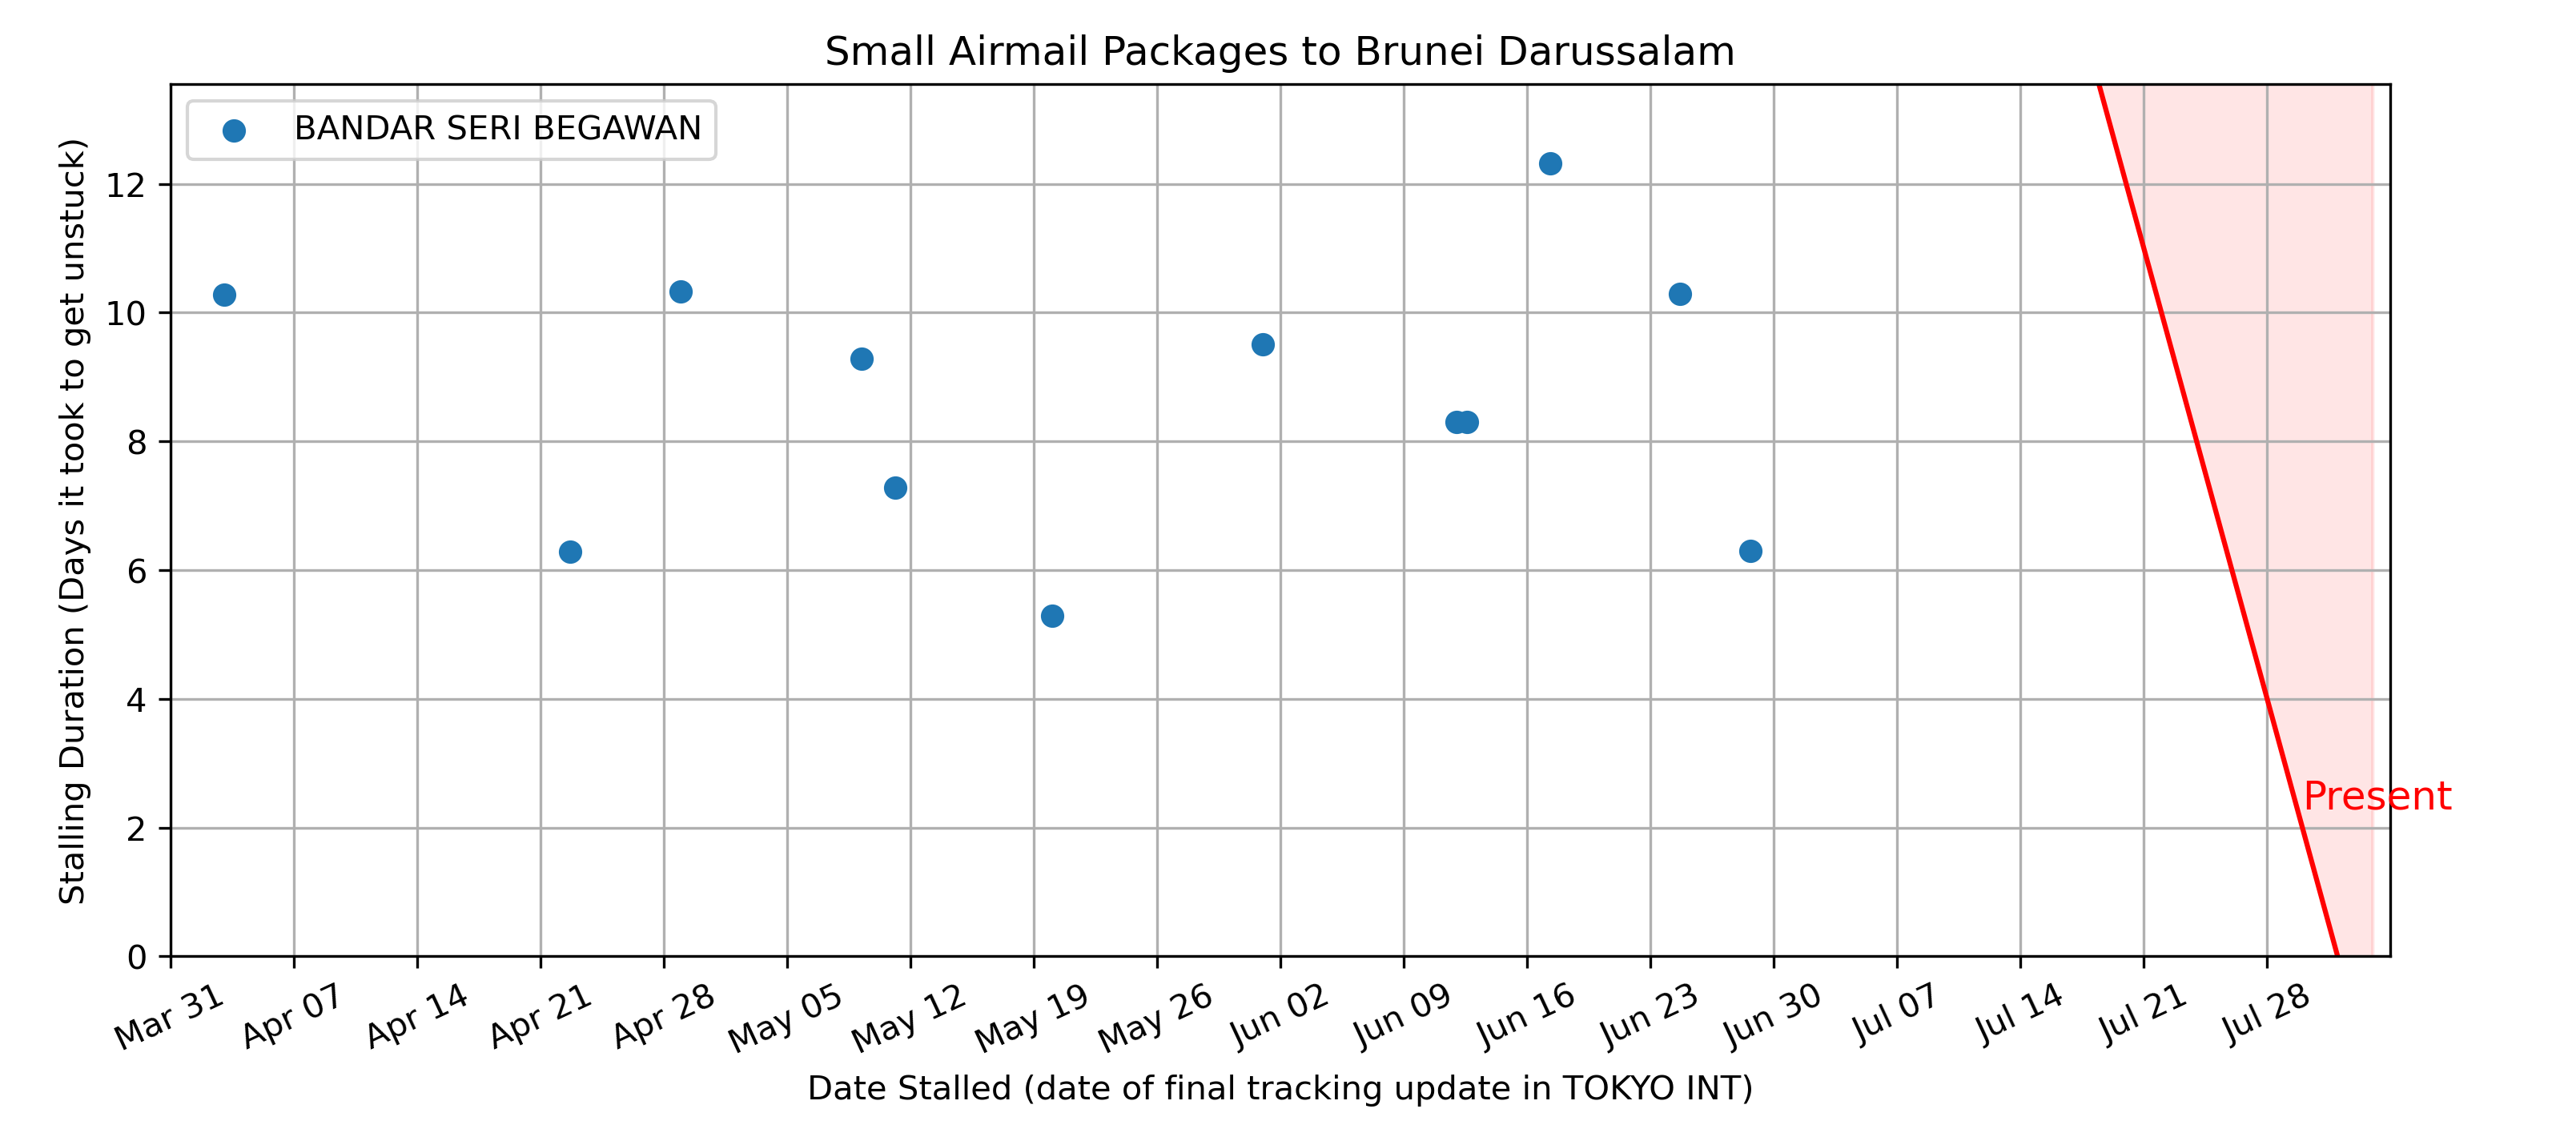 Small Airmail Packages to Brunei Darussalam
BANDAR SERI BEGAWAN
Stalling Duration (Days it took to get unstuck)
12
10
8
6
4
2
0
Present
Mar 31
Apr 07
Apr 14
Apr 21
Apr 28
May 05
May 12
May 19
May 26
Jun 02
Jun 09
Jun 16
Jun 23
Jun 30
Jul 07
Jul 14
Jul 21
Jul 28
Date Stalled (date of final tracking update in TOKYO INT)